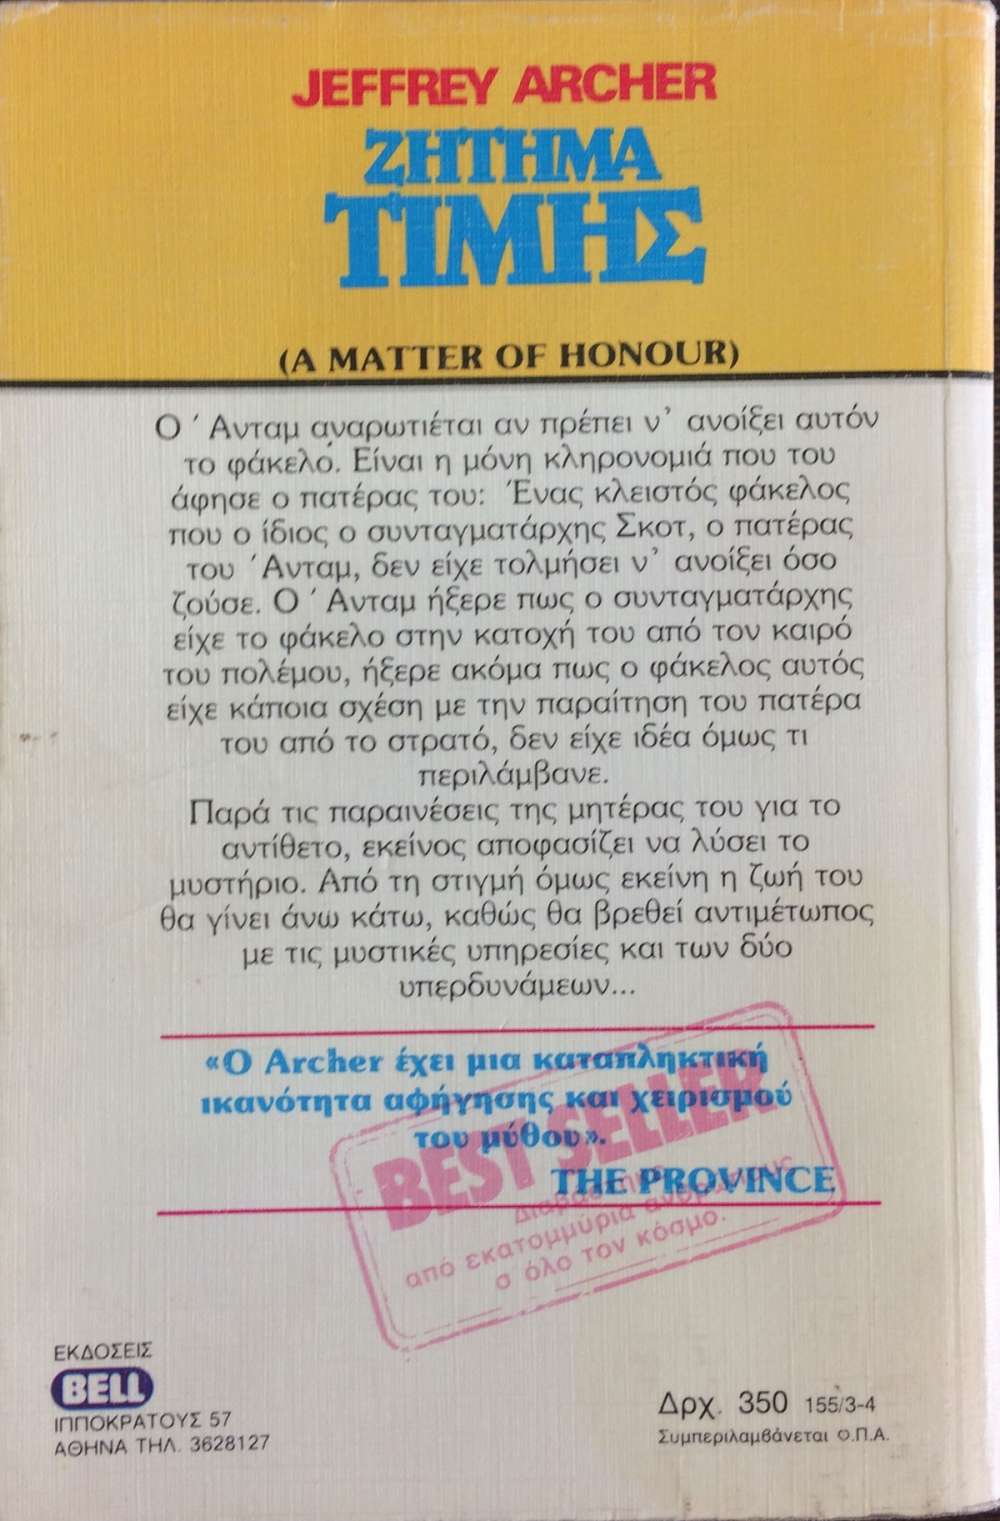 JEFFREY ARCHER
ΖΗΤΗΜΑ
ΤΙΜΗΣ
(A MATTER OF HONOUR)
Ο ΄ Ανταμ αναρωτιέται αν πρέπει ν’ ανοίξει αυτόν
το φάκελο. Είναι η μόνη κληρονομιά που του
άφησε ο πατέρας του: Ένας κλειστός φάκελος
που ο ίδιος ο συνταγματάρχης Σκοτ, ο πατέρας
του ΄Ανταμ, δεν είχε τολμήσει ν’ ανοίξει όσο
ζούσε. Ο ΄ Ανταμ ήξερε πως ο συνταγματάρχης
είχε το φάκελο στην κατοχή του από τον καιρό
του πολέμου, ήξερε ακόμα πως ο φάκελος αυτός
είχε κάποια σχέση με την παραίτηση του πατέρα
του από το στρατό, δεν είχε ιδέα όμως τι
περιλάμβανε.
Παρά τις παραινέσεις της μητέρας του για το
αντίθετο, εκείνος αποφασίζει να λύσει το
μυστήριο. Από τη στιγμή όμως εκείνη η ζωή του
θα γίνει άνω κάτω, καθώς θα βρεθεί αντιμέτωπος
με τις μυστικές υπηρεσίες και των δύο
υπερδυνάμεων...
«Ο Archer έχει μια καταπληκτική
ικανότητα αφήγησης και χειρισμού
του μύθου».
THE PROVINCE
BEST SELLER
από εκατομμύρια ανθρώπους
σ όλο τον κόσμο.
ΕΚΔΟΣΕΙΣ
BELL
ΙΠΠΟΚΡΑΤΟΥΣ 57
ΑΘΗΝΑ ΤΗΛ. 3628127
Δρχ. 350 155/3-4
Συμπεριλαμβάνεται Φ.Π.Α.